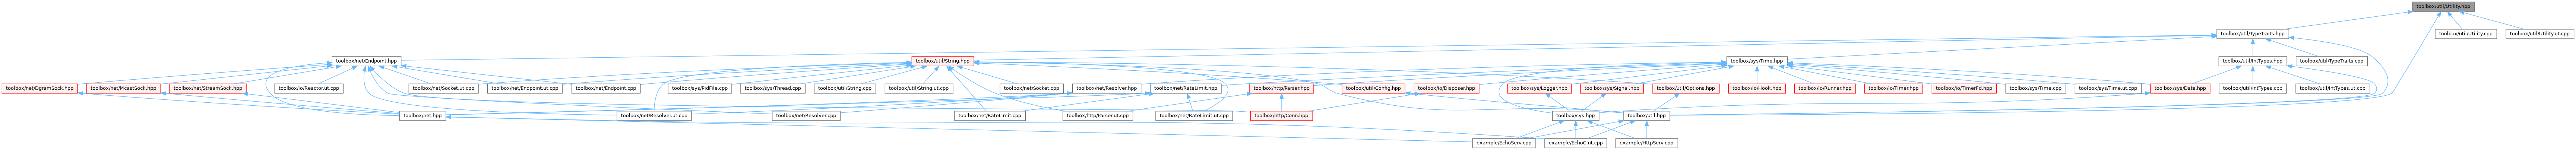 toolbox/util/Utility.hpp
toolbox/util/TypeTraits.hpp
toolbox/util/Utility.cpp
toolbox/util/Utility.ut.cpp
toolbox/net/Endpoint.hpp
toolbox/util/String.hpp
toolbox/sys/Time.hpp
toolbox/util/IntTypes.hpp
toolbox/util/TypeTraits.cpp
toolbox/net/DgramSock.hpp
toolbox/net/McastSock.hpp
toolbox/net/StreamSock.hpp
toolbox/io/Reactor.ut.cpp
toolbox/net/Socket.ut.cpp
toolbox/net/Endpoint.ut.cpp
toolbox/net/Endpoint.cpp
toolbox/sys/PidFile.cpp
toolbox/sys/Thread.cpp
toolbox/util/String.cpp
toolbox/util/String.ut.cpp
toolbox/net/Socket.cpp
toolbox/net/Resolver.hpp
toolbox/net/RateLimit.hpp
toolbox/http/Parser.hpp
toolbox/util/Config.hpp
toolbox/io/Disposer.hpp
toolbox/sys/Logger.hpp
toolbox/sys/Signal.hpp
toolbox/util/Options.hpp
toolbox/io/Hook.hpp
toolbox/io/Runner.hpp
toolbox/io/Timer.hpp
toolbox/io/TimerFd.hpp
toolbox/sys/Time.cpp
toolbox/sys/Time.ut.cpp
toolbox/sys/Date.hpp
toolbox/util/IntTypes.cpp
toolbox/util/IntTypes.ut.cpp
toolbox/net.hpp
toolbox/net/Resolver.ut.cpp
toolbox/net/Resolver.cpp
toolbox/net/RateLimit.cpp
toolbox/http/Parser.ut.cpp
toolbox/net/RateLimit.ut.cpp
toolbox/http/Conn.hpp
toolbox/sys.hpp
toolbox/util.hpp
example/EchoServ.cpp
example/EchoClnt.cpp
example/HttpServ.cpp